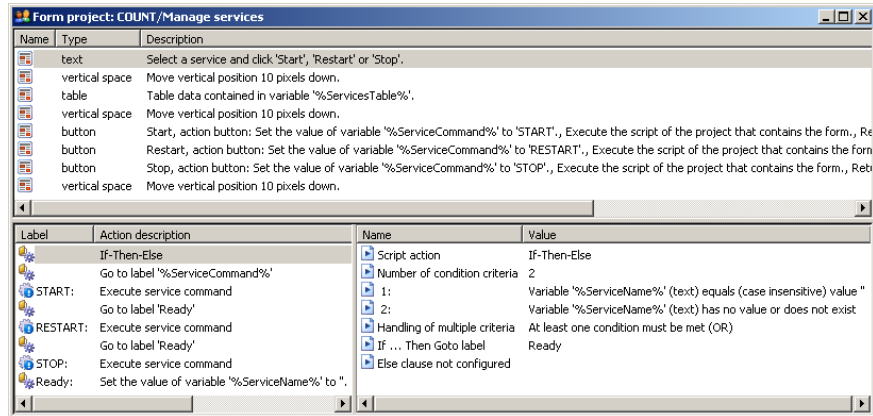 Form project: COUNT/Manage services
Name Type Description
text Select a service and click 'Start', 'Restart' or 'Stop'.
vertical space Move vertical position 10 pixels down.
table Table data contained in variable '%ServicesTable%'.
vertical space Move vertical position 10 pixels down.
button Start, action button: Set the value of variable '%ServiceCommand%' to 'START'., Execute the script of the project that contains the form., Re
button Restart, action button: Set the value of variable '%ServiceCommand%' to 'RESTART'., Execute the script of the project that contains the form
button Stop, action button: Set the value of variable '%ServiceCommand%' to 'STOP'., Execute the script of the project that contains the form., Retu
vertical space Move vertical position 10 pixels down.
Label Action description
If-Then-Else
Go to label '%ServiceCommand%'
START: Execute service command
Go to label 'Ready'
RESTART: Execute service command
Go to label 'Ready'
STOP: Execute service command
Ready: Set the value of variable '%ServiceName%' to ''.
Name Value
Script action If-Then-Else
Number of condition criteria 2
1: Variable '%ServiceName%' (text) equals (case insensitive) value ''
2: Variable '%ServiceName%' (text) has no value or does not exist
Handling of multiple criteria At least one condition must be met (OR)
If ... Then Goto label Ready
Else clause not configured